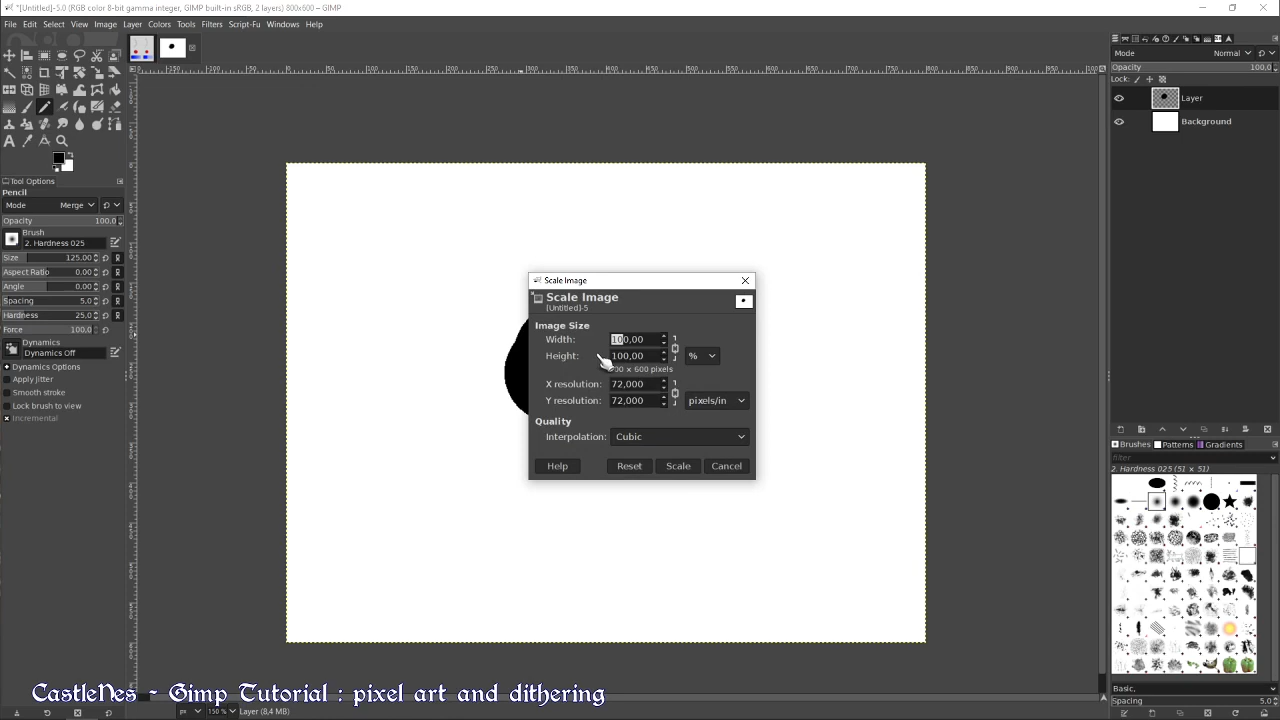 *[Untitled]-5.0 (RGB color 8-bit gamma integer, GIMP built-in sRGB, 2 layers) 800x600 – GIMP
File Edit Select View Image Layer Colors Tools Filters Script-Fu Windows Help
Tool Options
Pencil
Mode Merge
Opacity 100,0
Brush
2. Hardness 025
Size 125.00
Aspect Ratio 0.00
Angle 0.00
Spacing 5.0
Hardness 25.0
Force 100,0
Dynamics
Dynamics Off
Dynamics Options
Apply Jitter
Smooth stroke
Lock brush to view
Incremental
Scale Image
Scale Image
[Untitled]-5
Image Size
Width: 100,00
Height: 100,00 %
× 600 pixels
X resolution: 72,000
Y resolution: 72,000 pixels/in
Quality
Interpolation: Cubic
Help Reset Scale Cancel
Mode Normal
Opacity 100,0
Lock:
Layer
Background
Brushes Patterns Gradients
filter
2. Hardness 025 (51 × 51)
Basic,
Spacing 5.0
CastleNes - Gimp Tutorial : pixel art and dithering
px 150 % Layer (8,4 MB)